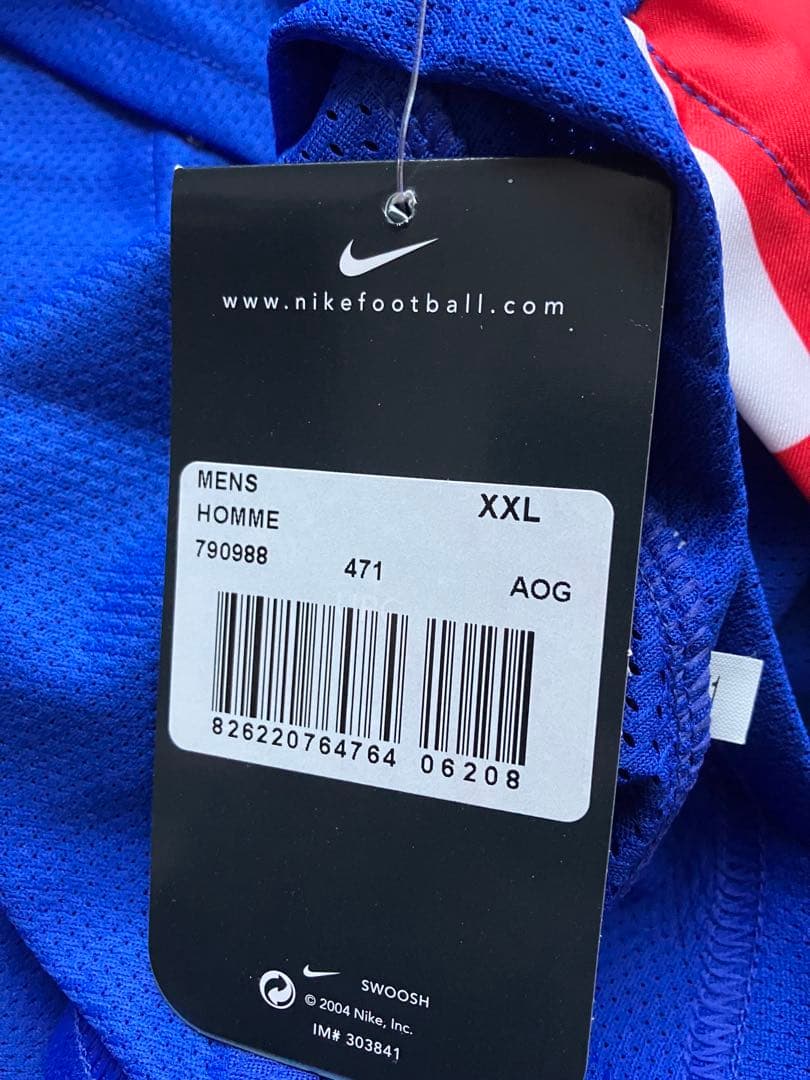 www.nikefootball.com
MENS
XXL
HOMME
790988
471
AOG
826220764764 06208
SWOOSH
© 2004 Nike, Inc.
IM# 303841